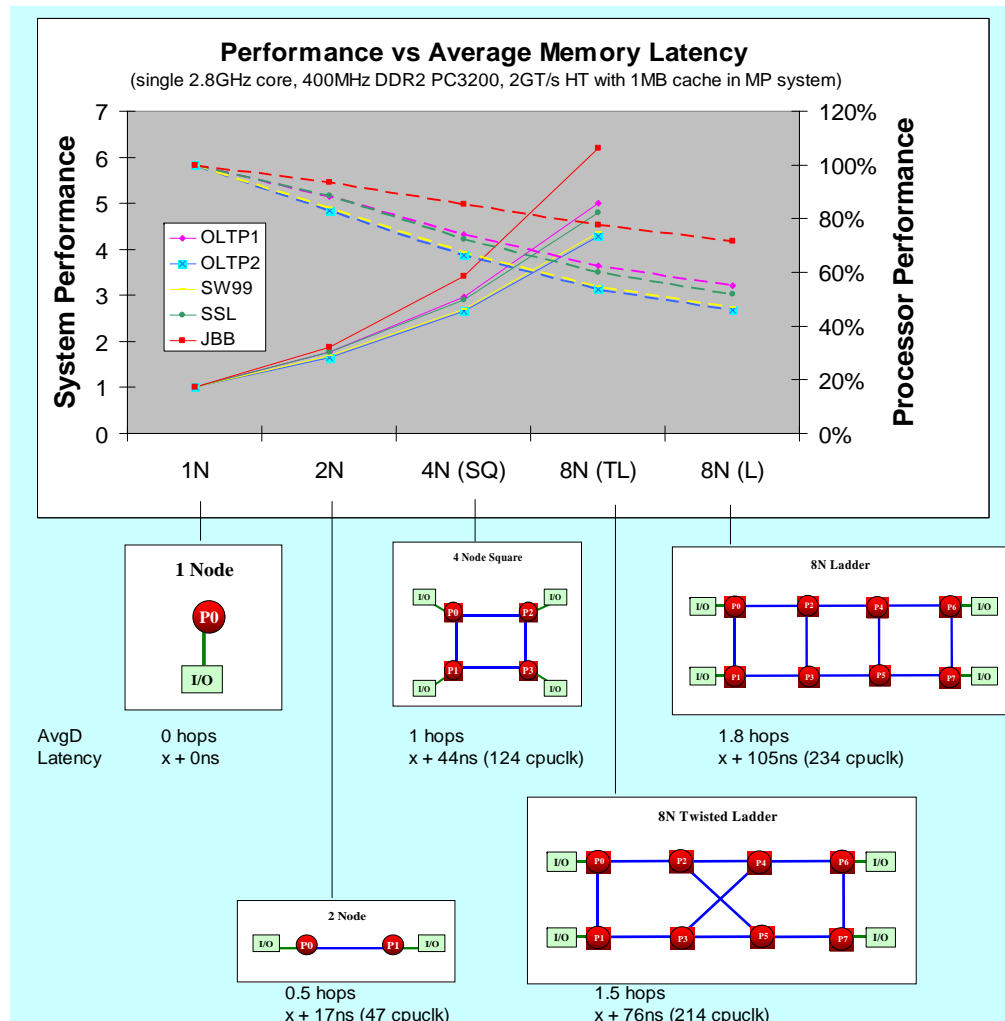 Performance vs Average Memory Latency
(single 2.8GHz core, 400MHz DDR2 PC3200, 2GT/s HT with 1MB cache in MP system)
System Performance
Processor Performance
7
6
5
4
3
2
1
0
120%
100%
80%
60%
40%
20%
0%
OLTP1
OLTP2
SW99
SSL
JBB
1N
2N
4N (SQ)
8N (TL)
8N (L)
1 Node
P0
I/O
4 Node Square
I/O
I/O
P0
P2
P1
P3
I/O
I/O
8N Ladder
I/O
P0
P2
P4
P6
I/O
I/O
P1
P3
P5
P7
I/O
AvgD
Latency
0 hops
x + 0ns
1 hops
x + 44ns (124 cpuclk)
1.8 hops
x + 105ns (234 cpuclk)
2 Node
I/O
P0
P1
I/O
0.5 hops
x + 17ns (47 cpuclk)
8N Twisted Ladder
I/O
P0
P2
P4
P6
I/O
I/O
P1
P3
P5
P7
I/O
1.5 hops
x + 76ns (214 cpuclk)